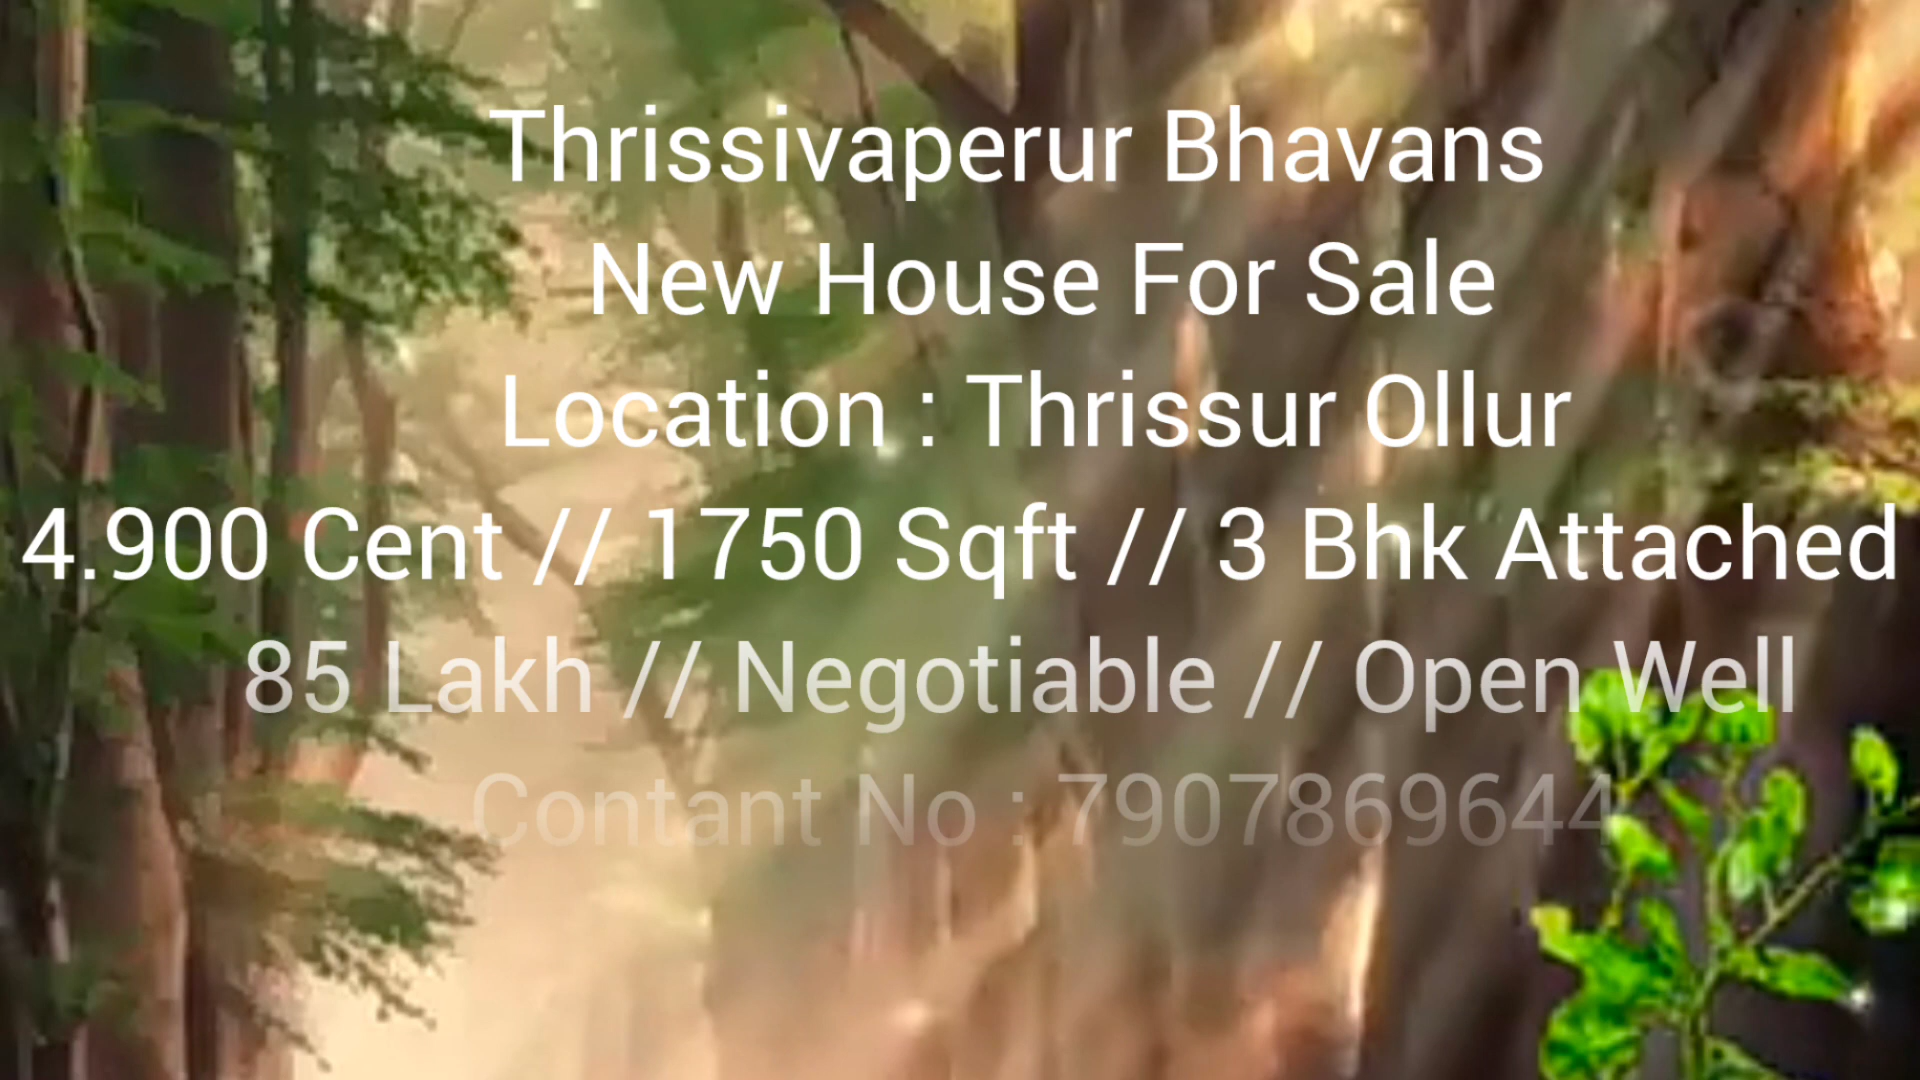 Thrissivaperur Bhavans
New House For Sale
Location : Thrissur Ollur
4.900 Cent // 1750 Sqft // 3 Bhk Attached
85 Lakh // Negotiable // Open Well
Contant No : 7907869644